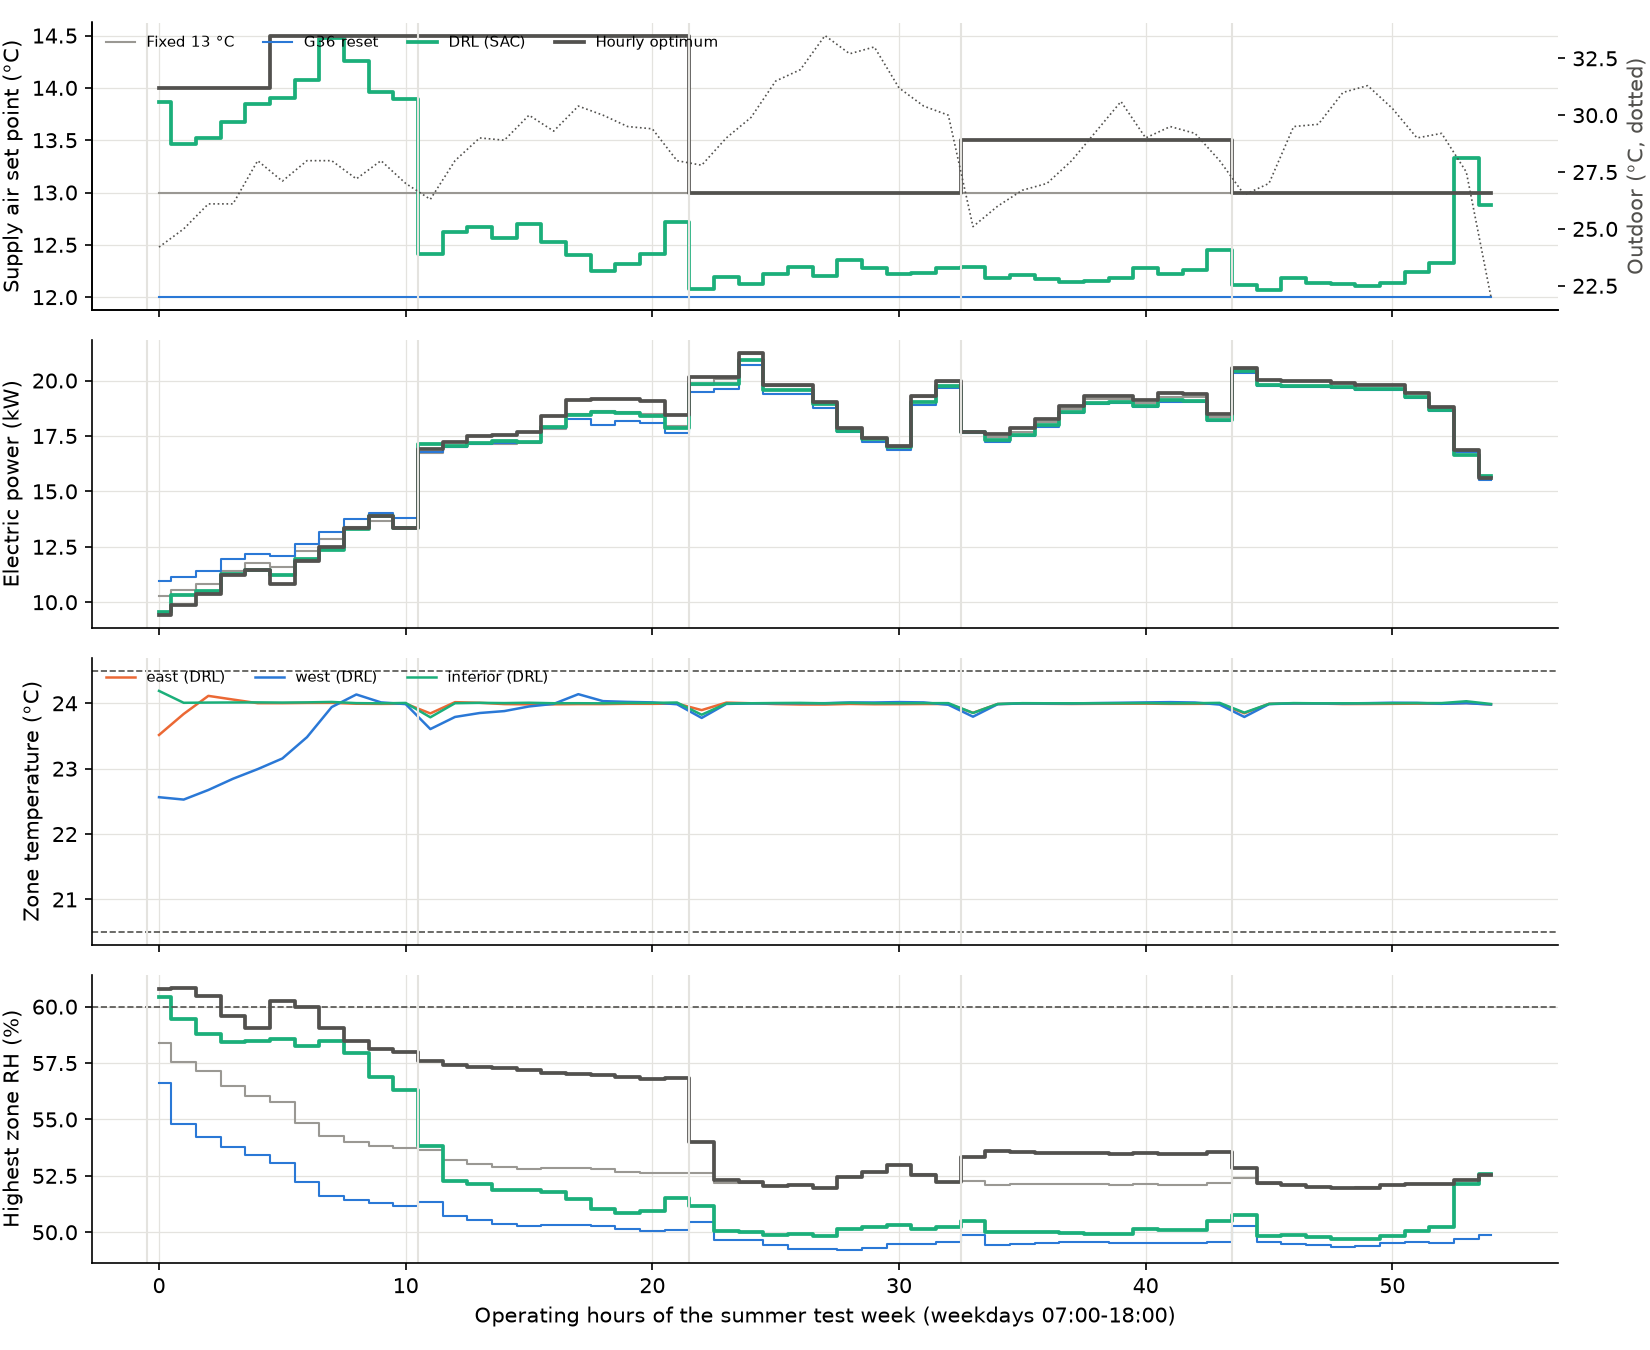 Fixed 13 °C
G36 reset
DRL (SAC)
Hourly optimum
Supply air set point (°C)
14.5
14.0
13.5
13.0
12.5
12.0
32.5
30.0
27.5
25.0
22.5
Outdoor (°C, dotted)
Electric power (kW)
20.0
17.5
15.0
12.5
10.0
east (DRL)
west (DRL)
interior (DRL)
Zone temperature (°C)
24
23
22
21
Highest zone RH (%)
60.0
57.5
55.0
52.5
50.0
0
10
20
30
40
50
Operating hours of the summer test week (weekdays 07:00-18:00)